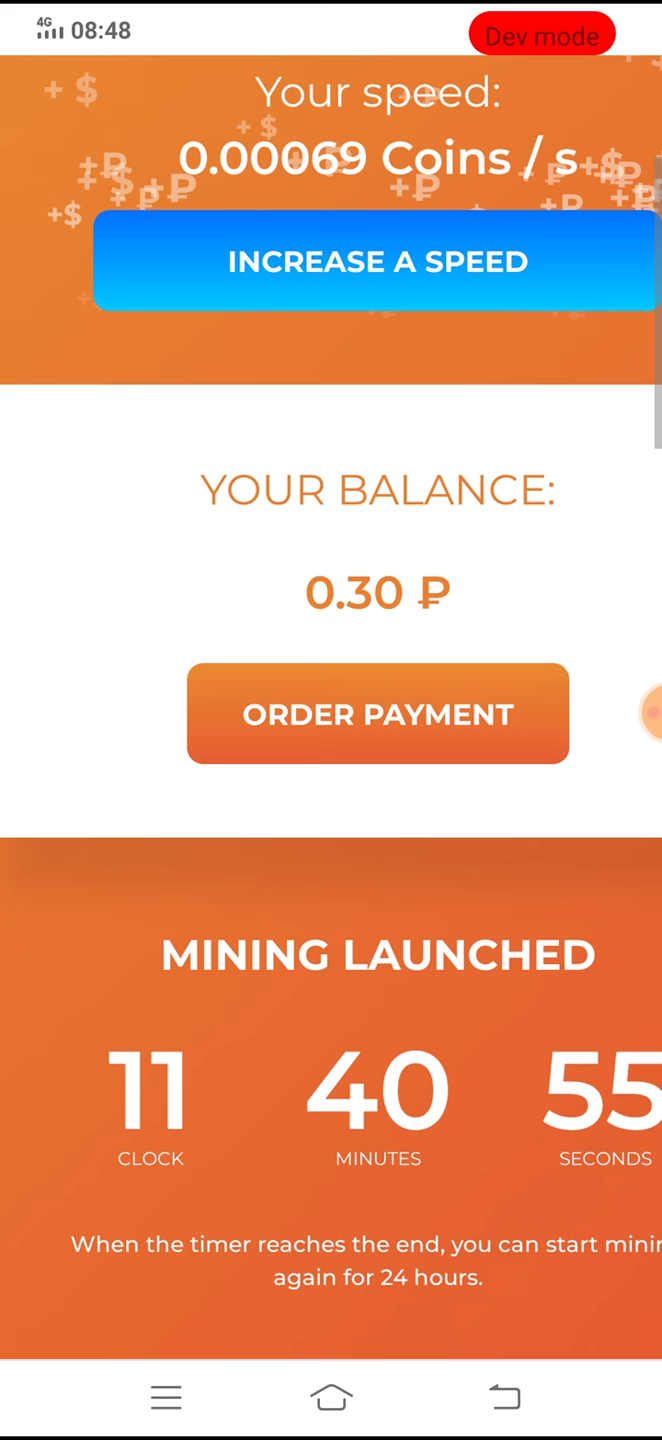 4G 08:48
Dev mode
Your speed:
0.00069 Coins / s
INCREASE A SPEED
YOUR BALANCE:
0.30 ₽
ORDER PAYMENT
MINING LAUNCHED
11 40 55
CLOCK MINUTES SECONDS
When the timer reaches the end, you can start
again for 24 hours.